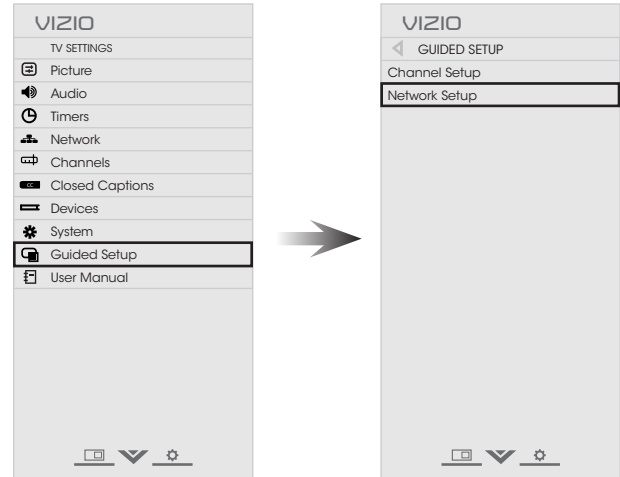 VIZIO
TV SETTINGS
Picture
Audio
Timers
Network
Channels
CC Closed Captions
Devices
System
Guided Setup
User Manual
VIZIO
GUIDED SETUP
Channel Setup
Network Setup